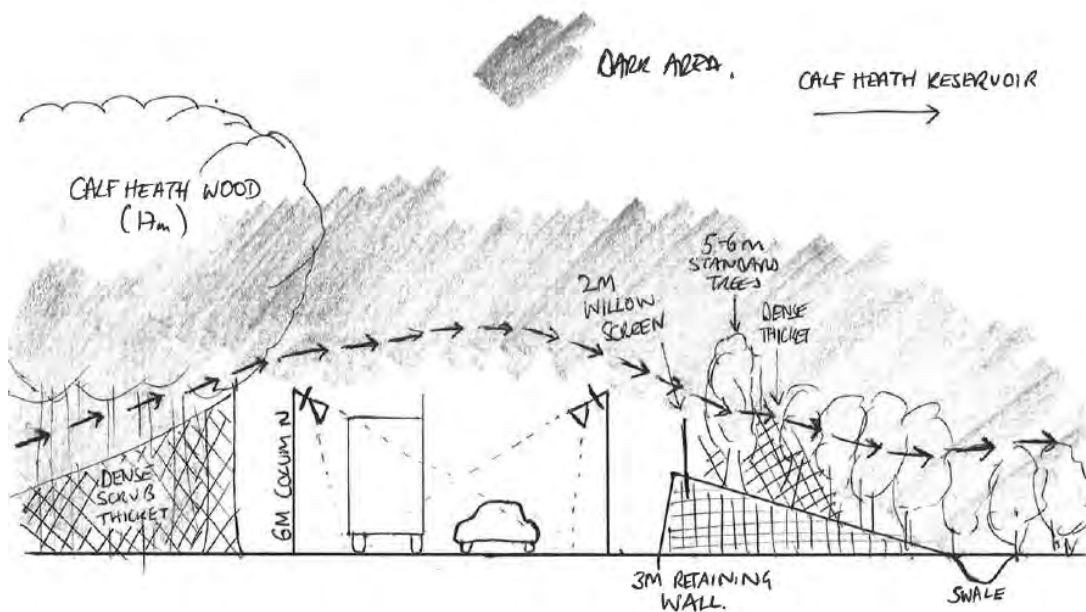 DARK AREA.
CALF HEATH RESERVOIR
CALF HEATH WOOD
(17m)
5-6m
STANDARD
TREES
2M
WILLOW
SCREEN
DENSE
THICKET
DENSE
SCRUB
THICKET
6M COLUMN
3M RETAINING
WALL.
SWALE